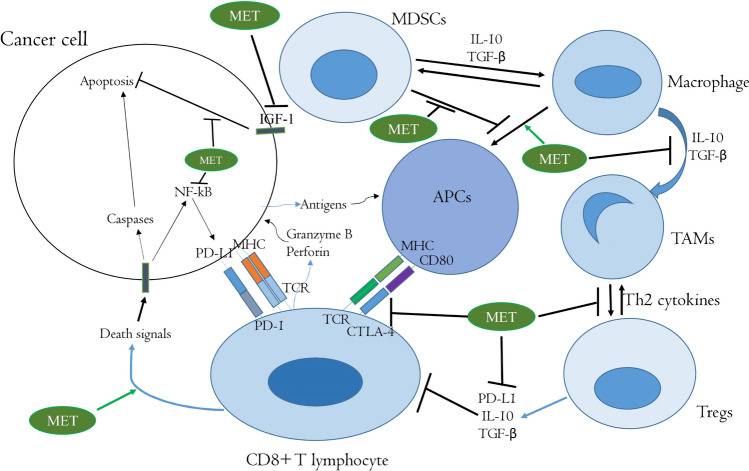 MET
MDSCs
IL-10
TGF-β
Cancer cell
Apoptosis
Macrophage
IGF-1
MET
IL-10
TGF-β
MET
MET
NF-kB
APCs
Antigens
Caspases
TAMs
Granzyme B
Perforin
PD-L1
MHC
MHC
CD80
TCR
Th2 cytokines
PD-1
TCR
CTLA-4
MET
Death signals
PD-L1
IL-10
TGF-β
MET
Tregs
CD8+ T lymphocyte